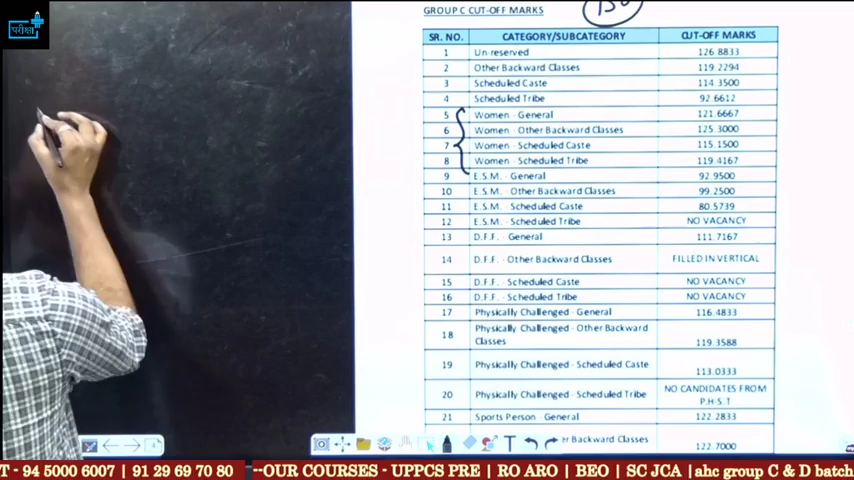 परीक्षा
GROUP C CUT-OFF MARKS
SR. NO. CATEGORY/SUBCATEGORY CUT-OFF MARKS
1 Unreserved 126.8833
2 Other Backward Classes 119.2294
3 Scheduled Caste 114.3500
4 Scheduled Tribe 92.6612
5 Women - General 121.6667
6 Women - Other Backward Classes 125.3000
7 Women - Scheduled Caste 115.1500
8 Women - Scheduled Tribe 119.4167
9 E.S.M. - General 92.9500
10 E.S.M. - Other Backward Classes 99.2500
11 E.S.M. - Scheduled Caste 80.5739
12 E.S.M. - Scheduled Tribe NO VACANCY
13 D.F.F. - General 111.7167
14 D.F.F. - Other Backward Classes FILLED IN VERTICAL
15 D.F.F. - Scheduled Caste NO VACANCY
16 D.F.F. - Scheduled Tribe NO VACANCY
17 Physically Challenged - General 116.4833
18 Physically Challenged - Other Backward Classes 119.3588
19 Physically Challenged - Scheduled Caste 113.0333
20 Physically Challenged - Scheduled Tribe NO CANDIDATES FROM P.H-S.T
21 Sports Person - General 122.2833
er Backward Classes 122.7000
T - 94 5000 6007 | 91 29 69 70 80 --OUR COURSES - UPPCS PRE | RO ARO | BEO | SC JCA | ahc group C & D batch